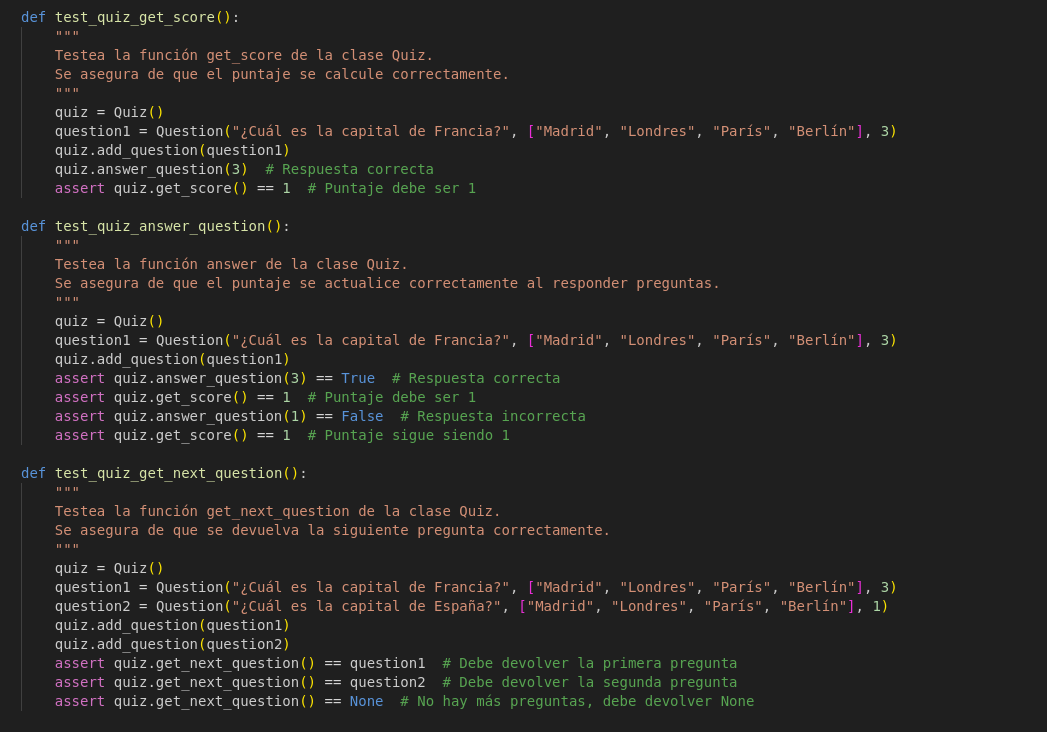 def test_quiz_get_score():
    """
    Testea la función get_score de la clase Quiz.
    Se asegura de que el puntaje se calcule correctamente.
    """
    quiz = Quiz()
    question1 = Question("¿Cuál es la capital de Francia?", ["Madrid", "Londres", "París", "Berlín"], 3)
    quiz.add_question(question1)
    quiz.answer_question(3)  # Respuesta correcta
    assert quiz.get_score() == 1  # Puntaje debe ser 1

def test_quiz_answer_question():
    """
    Testea la función answer de la clase Quiz.
    Se asegura de que el puntaje se actualice correctamente al responder preguntas.
    """
    quiz = Quiz()
    question1 = Question("¿Cuál es la capital de Francia?", ["Madrid", "Londres", "París", "Berlín"], 3)
    quiz.add_question(question1)
    assert quiz.answer_question(3) == True  # Respuesta correcta
    assert quiz.get_score() == 1  # Puntaje debe ser 1
    assert quiz.answer_question(1) == False  # Respuesta incorrecta
    assert quiz.get_score() == 1  # Puntaje sigue siendo 1

def test_quiz_get_next_question():
    """
    Testea la función get_next_question de la clase Quiz.
    Se asegura de que se devuelva la siguiente pregunta correctamente.
    """
    quiz = Quiz()
    question1 = Question("¿Cuál es la capital de Francia?", ["Madrid", "Londres", "París", "Berlín"], 3)
    question2 = Question("¿Cuál es la capital de España?", ["Madrid", "Londres", "París", "Berlín"], 1)
    quiz.add_question(question1)
    quiz.add_question(question2)
    assert quiz.get_next_question() == question1  # Debe devolver la primera pregunta
    assert quiz.get_next_question() == question2  # Debe devolver la segunda pregunta
    assert quiz.get_next_question() == None  # No hay más preguntas, debe devolver None